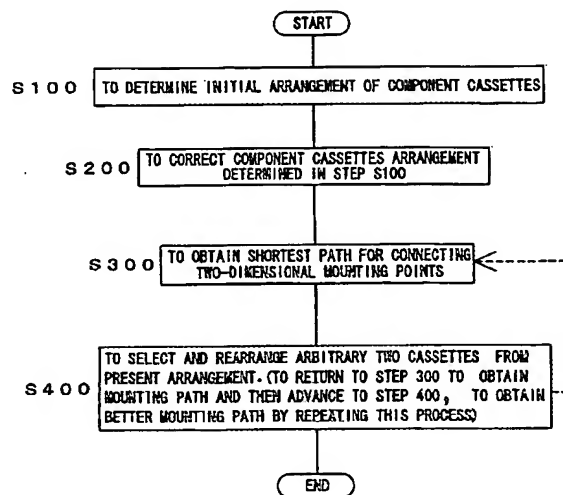 START
S100
TO DETERMINE INITIAL ARRANGEMENT OF COMPONENT CASSETTES
S200
TO CORRECT COMPONENT CASSETTES ARRANGEMENT
DETERMINED IN STEP S100
S300
TO OBTAIN SHORTEST PATH FOR CONNECTING
TWO-DIMENSIONAL MOUNTING POINTS
S400
TO SELECT AND REARRANGE ARBITRARY TWO CASSETTES FROM
PRESENT ARRANGEMENT.(TO RETURN TO STEP 300 TO OBTAIN
MOUNTING PATH AND THEN ADVANCE TO STEP 400, TO OBTAIN
BETTER MOUNTING PATH BY REPEATING THIS PROCESS)
END